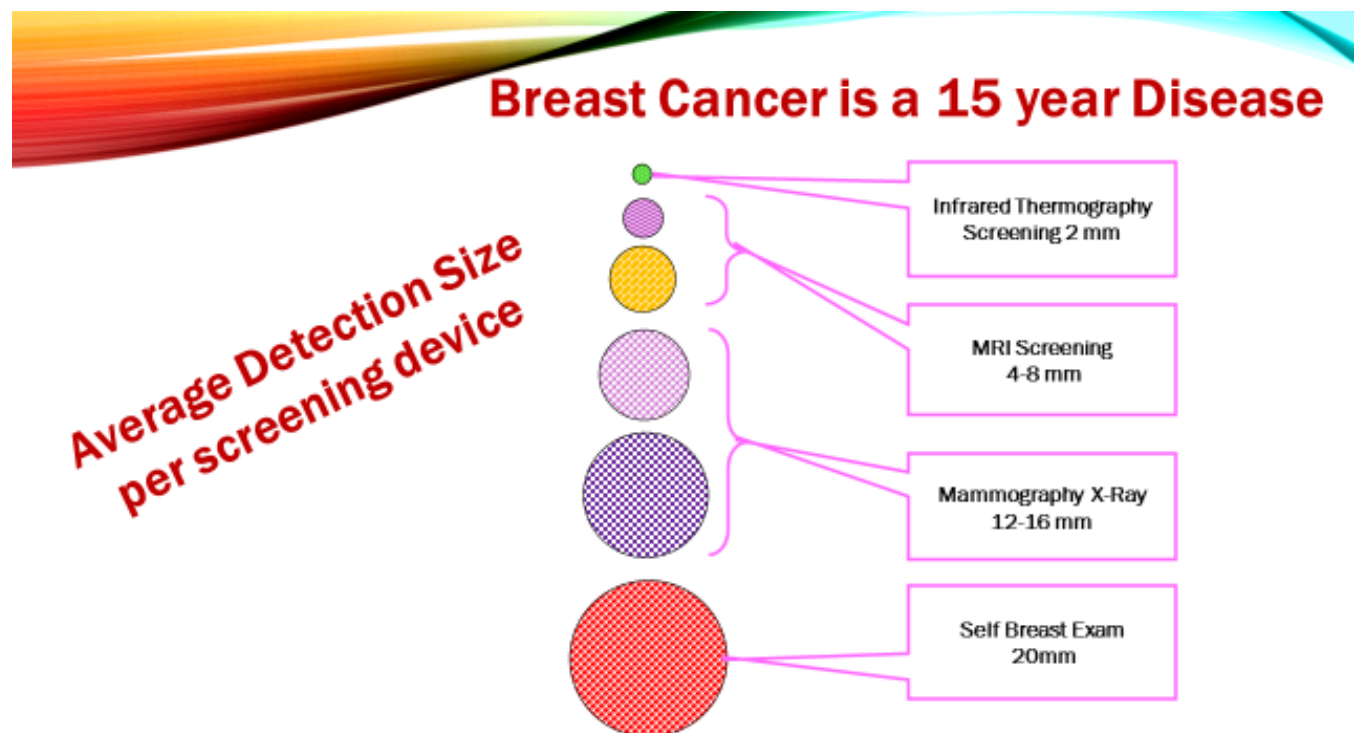 Breast Cancer is a 15 year Disease
Average Detection Size
per screening device
Infrared Thermography
Screening 2 mm
MRI Screening
4-8 mm
Mammography X-Ray
12-16 mm
Self Breast Exam
20mm